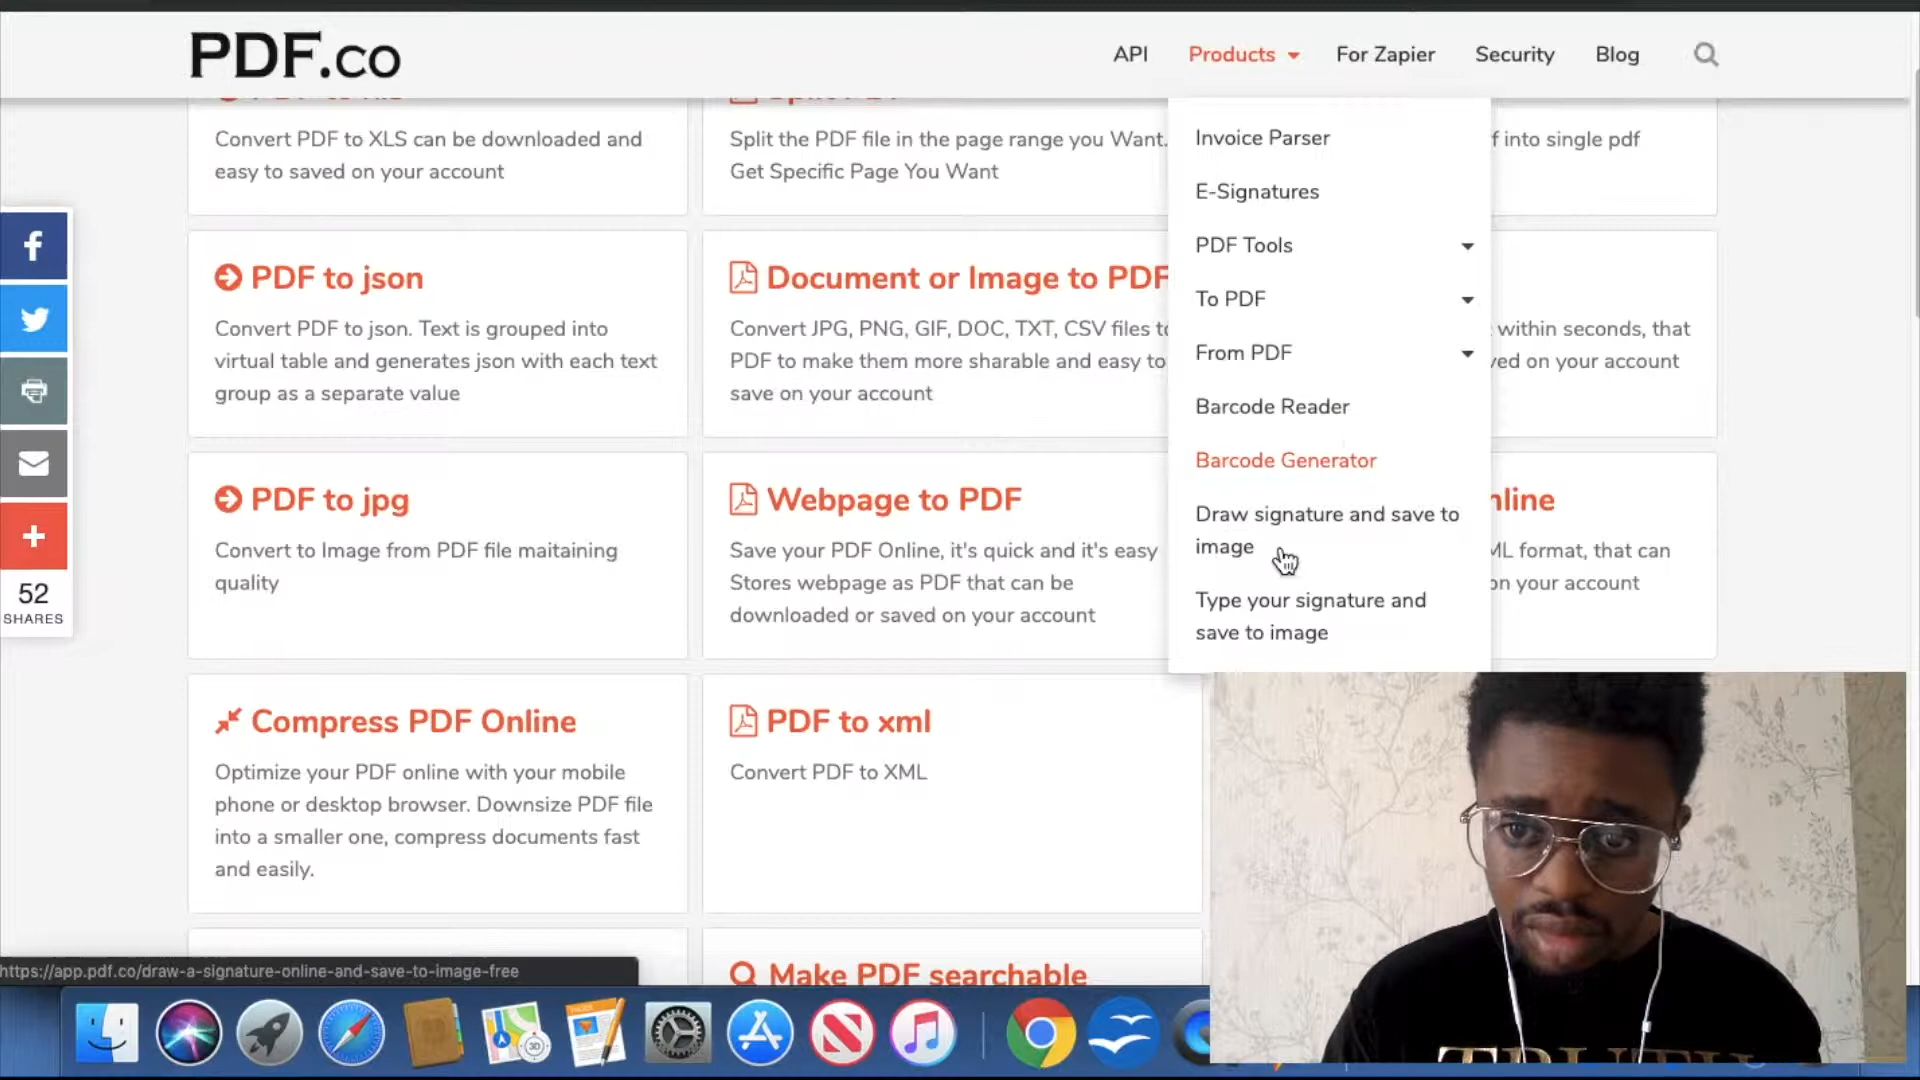 PDF.co
API Products For Zapier Security Blog
Convert PDF to XLS can be downloaded and
easy to saved on your account
Split the PDF file in the page range you Want.
Get Specific Page You Want
f into single pdf
Invoice Parser
E-Signatures
PDF Tools
To PDF
From PDF
Barcode Reader
Barcode Generator
Draw signature and save to
image
Type your signature and
save to image
PDF to json
Convert PDF to json. Text is grouped into
virtual table and generates json with each text
group as a separate value
Document or Image to PDF
Convert JPG, PNG, GIF, DOC, TXT, CSV files to
PDF to make them more sharable and easy to
save on your account
within seconds, that
ved on your account
PDF to jpg
Convert to Image from PDF file maitaining
quality
Webpage to PDF
Save your PDF Online, it's quick and it's easy
Stores webpage as PDF that can be
downloaded or saved on your account
nline
ML format, that can
on your account
52
SHARES
Compress PDF Online
Optimize your PDF online with your mobile
phone or desktop browser. Downsize PDF file
into a smaller one, compress documents fast
and easily.
PDF to xml
Convert PDF to XML
Make PDF searchable
https://app.pdf.co/draw-a-signature-online-and-save-to-image-free
3D